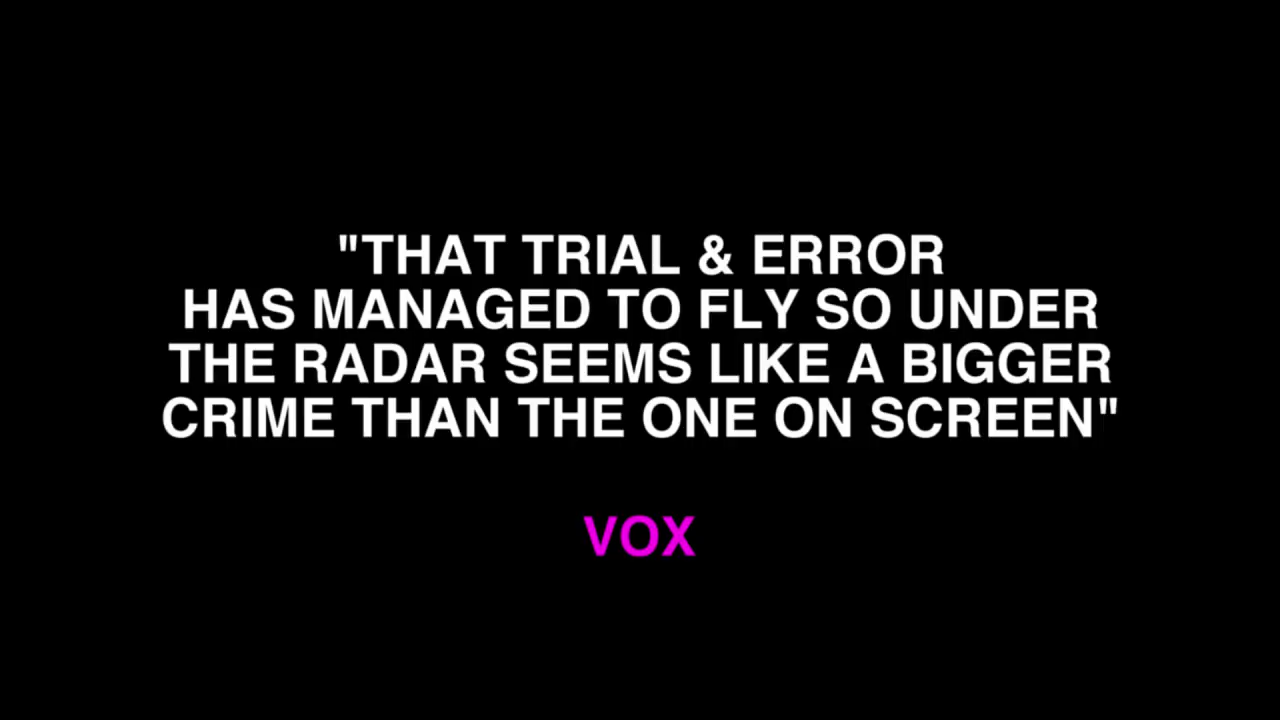 "THAT TRIAL & ERROR
HAS MANAGED TO FLY SO UNDER
THE RADAR SEEMS LIKE A BIGGER
CRIME THAN THE ONE ON SCREEN"
VOX